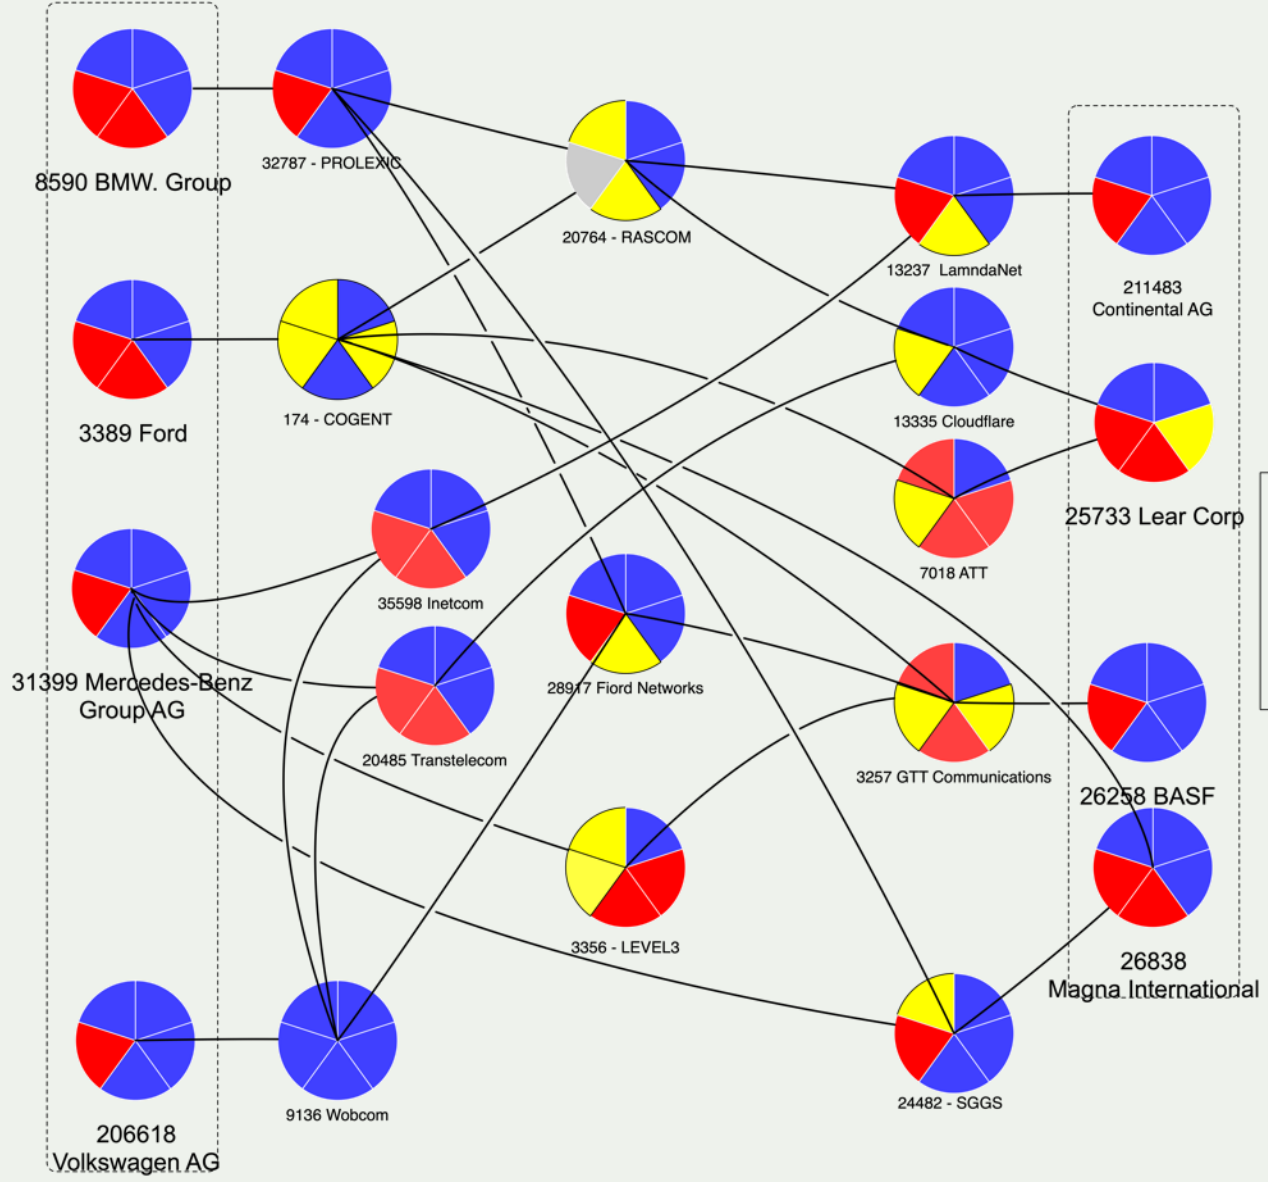 32787 - PROLEXIC
8590 BMW. Group
20764 - RASCOM
13237  LamndaNet
211483
Continental AG
174 - COGENT
13335 Cloudflare
3389 Ford
25733 Lear Corp
7018 ATT
35598 Inetcom
31399 Mercedes-Benz
Group AG
28917 Fiord Networks
20485 Transtelecom
3257 GTT Communications
26258 BASF
3356 - LEVEL3
26838
Magna International
24482 - SGGS
9136 Wobcom
206618
Volkswagen AG